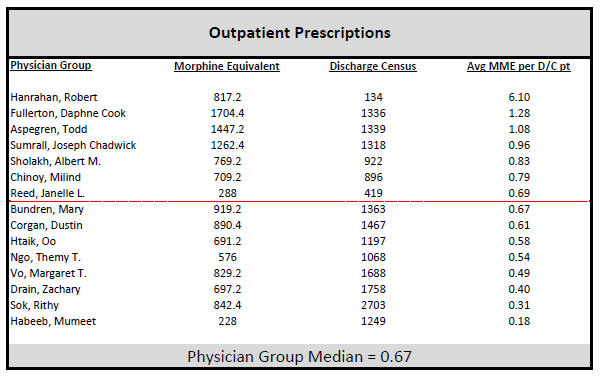 Outpatient Prescriptions
Physician Group Morphine Equivalent Discharge Census Avg MME per D/C pt
Hanrahan, Robert 817.2 134 6.10
Fullerton, Daphne Cook 1704.4 1336 1.28
Aspegren, Todd 1447.2 1339 1.08
Sumrall, Joseph Chadwick 1262.4 1318 0.96
Sholakh, Albert M. 769.2 922 0.83
Chinoy, Milind 709.2 896 0.79
Reed, Janelle L. 288 419 0.69
Bundren, Mary 919.2 1363 0.67
Corgan, Dustin 890.4 1467 0.61
Htaik, Oo 691.2 1197 0.58
Ngo, Themy T. 576 1068 0.54
Vo, Margaret T. 829.2 1688 0.49
Drain, Zachary 697.2 1758 0.40
Sok, Rithy 842.4 2703 0.31
Habeeb, Mumeet 228 1249 0.18
Physician Group Median = 0.67